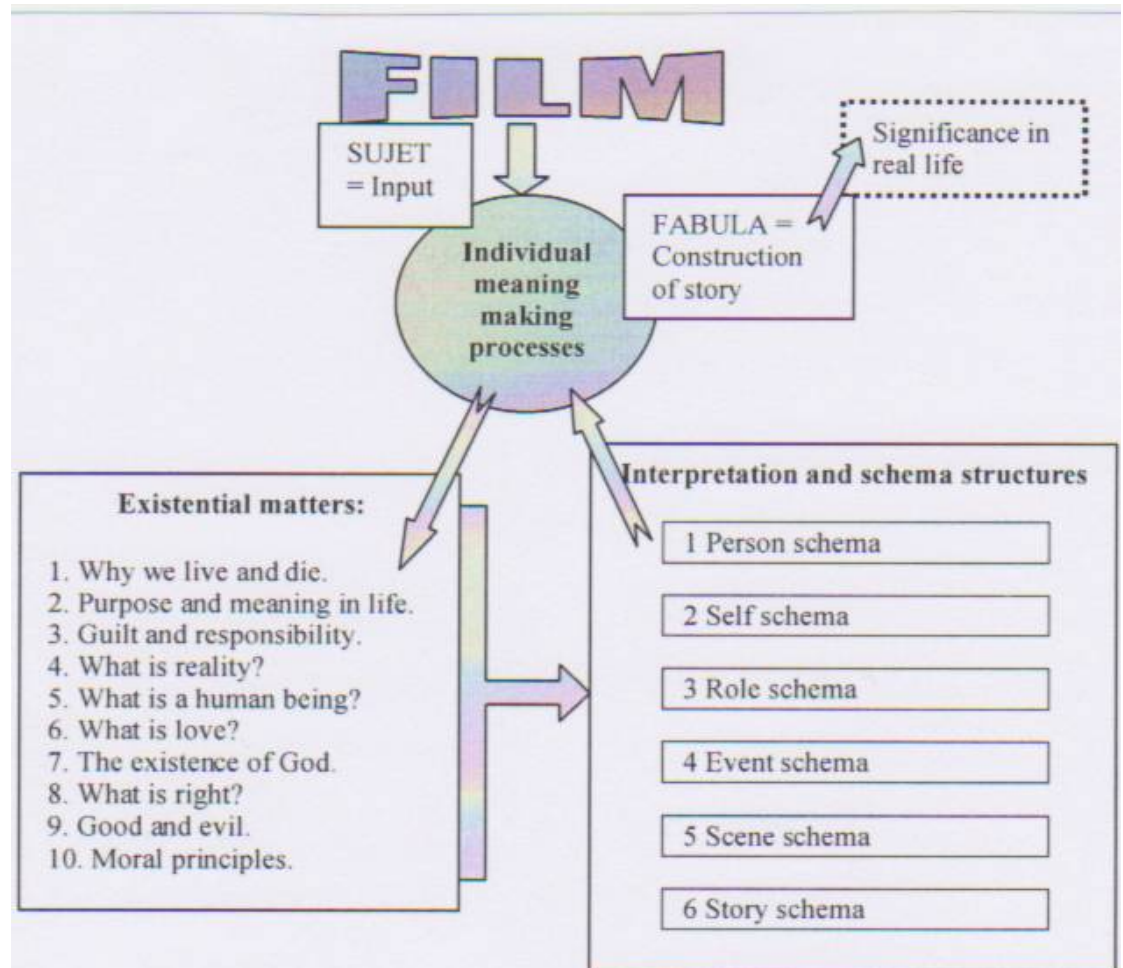 FILM
SUJET
= Input
Significance in
real life
FABULA =
Construction
of story
Individual
meaning
making
processes
Existential matters:
1. Why we live and die.
2. Purpose and meaning in life.
3. Guilt and responsibility.
4. What is reality?
5. What is a human being?
6. What is love?
7. The existence of God.
8. What is right?
9. Good and evil.
10. Moral principles.
Interpretation and schema structures
1 Person schema
2 Self schema
3 Role schema
4 Event schema
5 Scene schema
6 Story schema